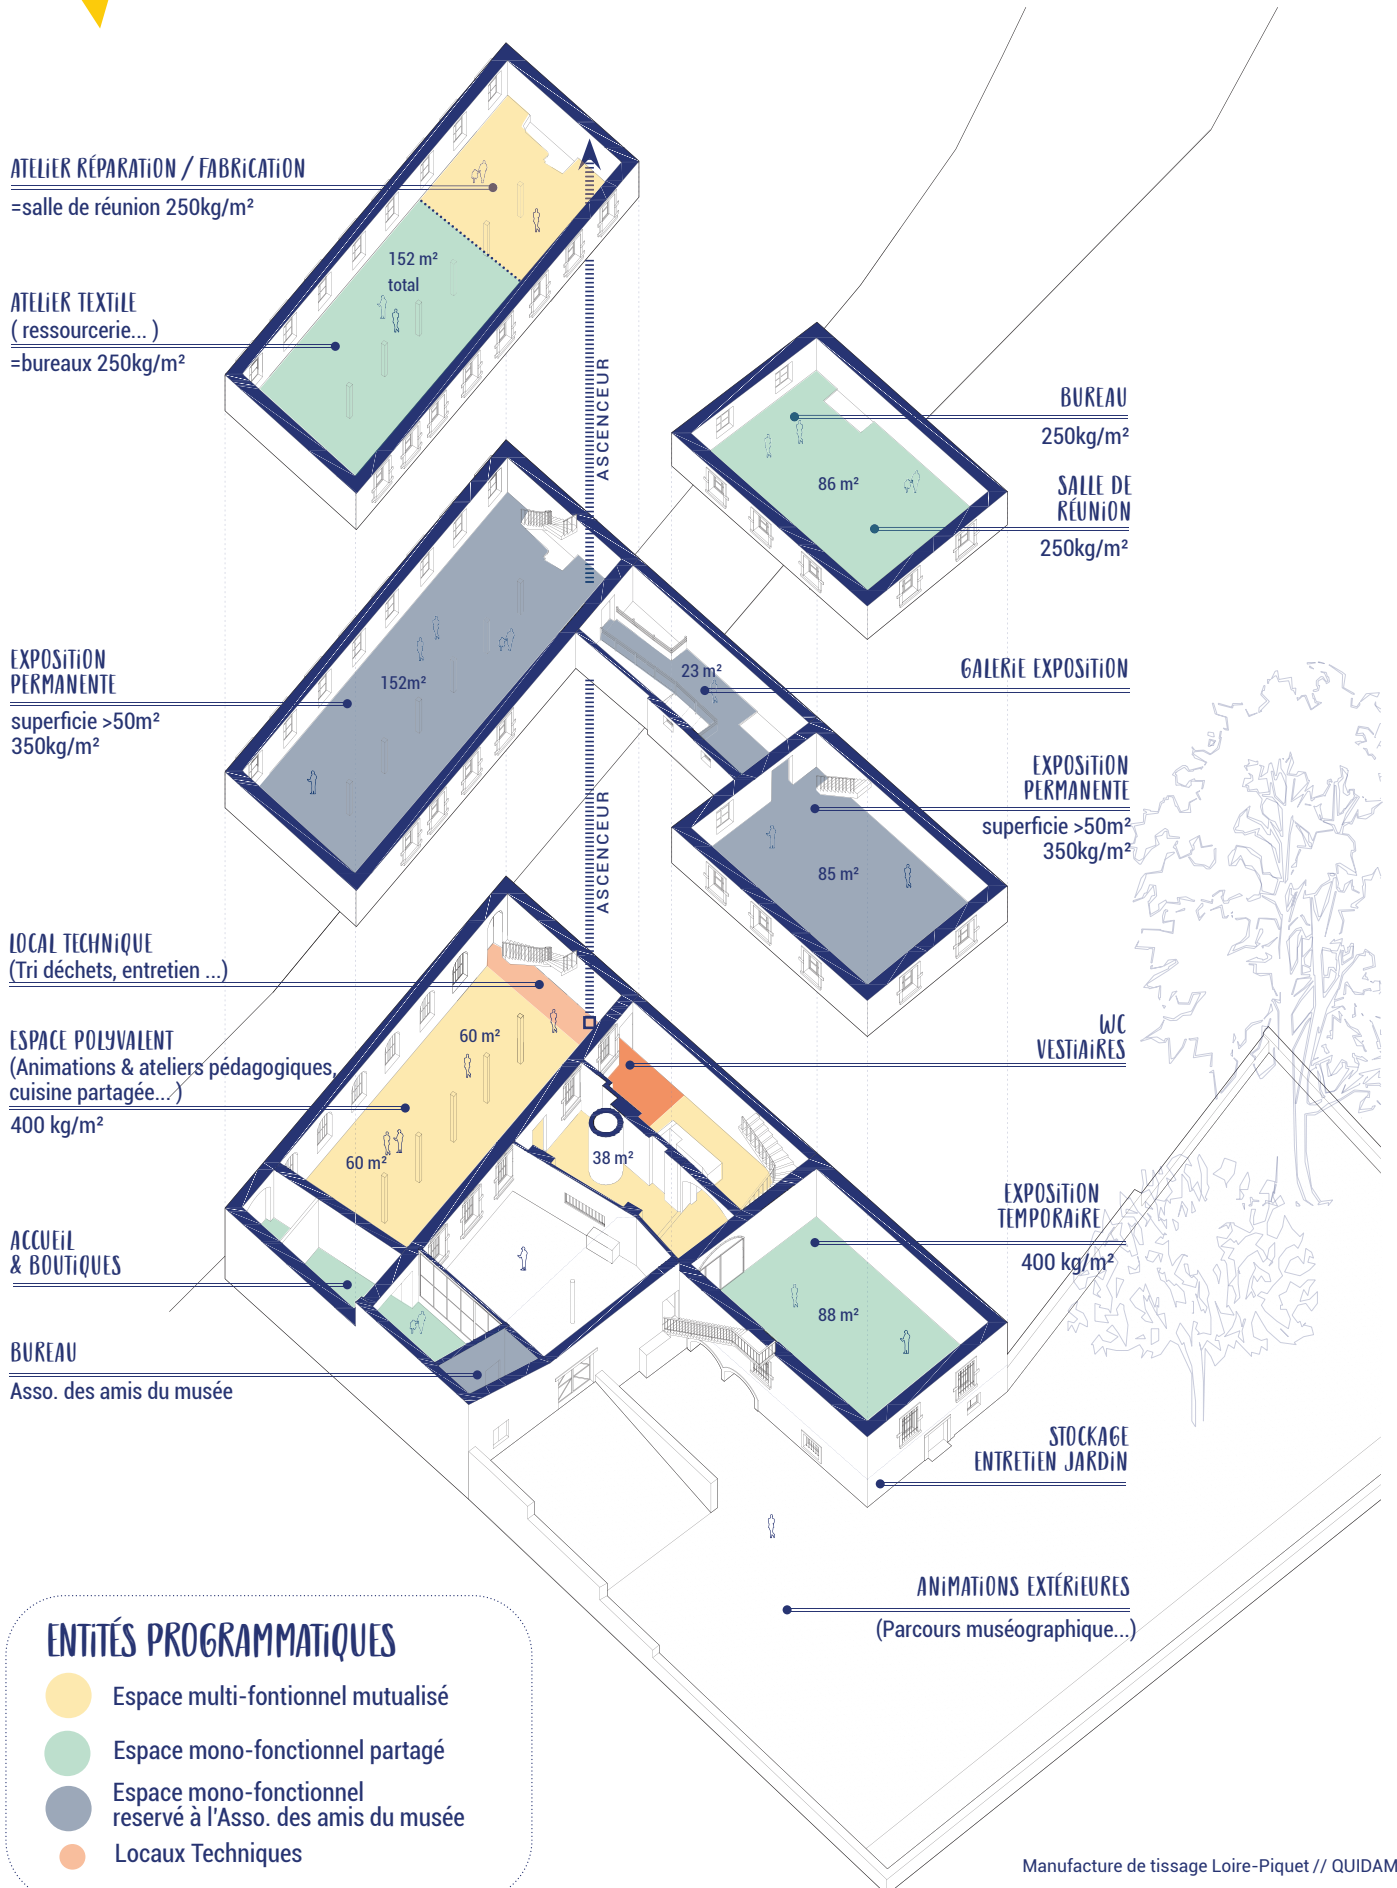 ATELIER RÉPARATION / FABRICATION
=salle de réunion 250kg/m²
152 m²
total
ATELIER TEXTILE
( ressourcerie... )
=bureaux 250kg/m²
ASCENCEUR
BUREAU
250kg/m²
86 m²
SALLE DE
RÉUNION
250kg/m²
EXPOSITION
PERMANENTE
superficie >50m²
350kg/m²
152m²
23 m²
GALERIE EXPOSITION
EXPOSITION
PERMANENTE
superficie >50m²
350kg/m²
85 m²
ASCENCEUR
LOCAL TECHNIQUE
(Tri déchets, entretien ...)
ESPACE POLYVALENT
(Animations & ateliers pédagogiques,
cuisine partagée... )
400 kg/m²
60 m²
60 m²
38 m²
WC
VESTIAIRES
EXPOSITION
TEMPORAIRE
400 kg/m²
88 m²
ACCUEIL
& BOUTIQUES
BUREAU
Asso. des amis du musée
STOCKAGE
ENTRETIEN JARDIN
ANIMATIONS EXTÉRIEURES
(Parcours muséographique...)
ENTITÉS PROGRAMMATIQUES
Espace multi-fontionnel mutualisé
Espace mono-fonctionnel partagé
Espace mono-fonctionnel
reservé à l'Asso. des amis du musée
Locaux Techniques
Manufacture de tissage Loire-Piquet // QUIDAM